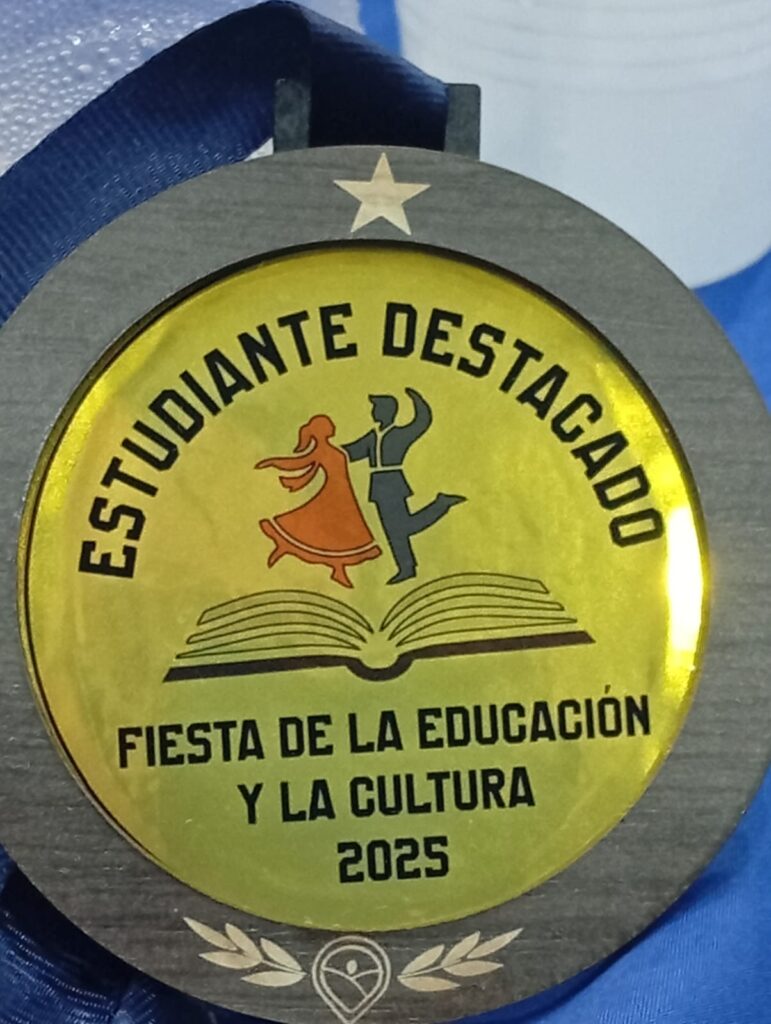 ESTUDIANTE DESTACADO
FIESTA DE LA EDUCACIÓN
Y LA CULTURA
2025